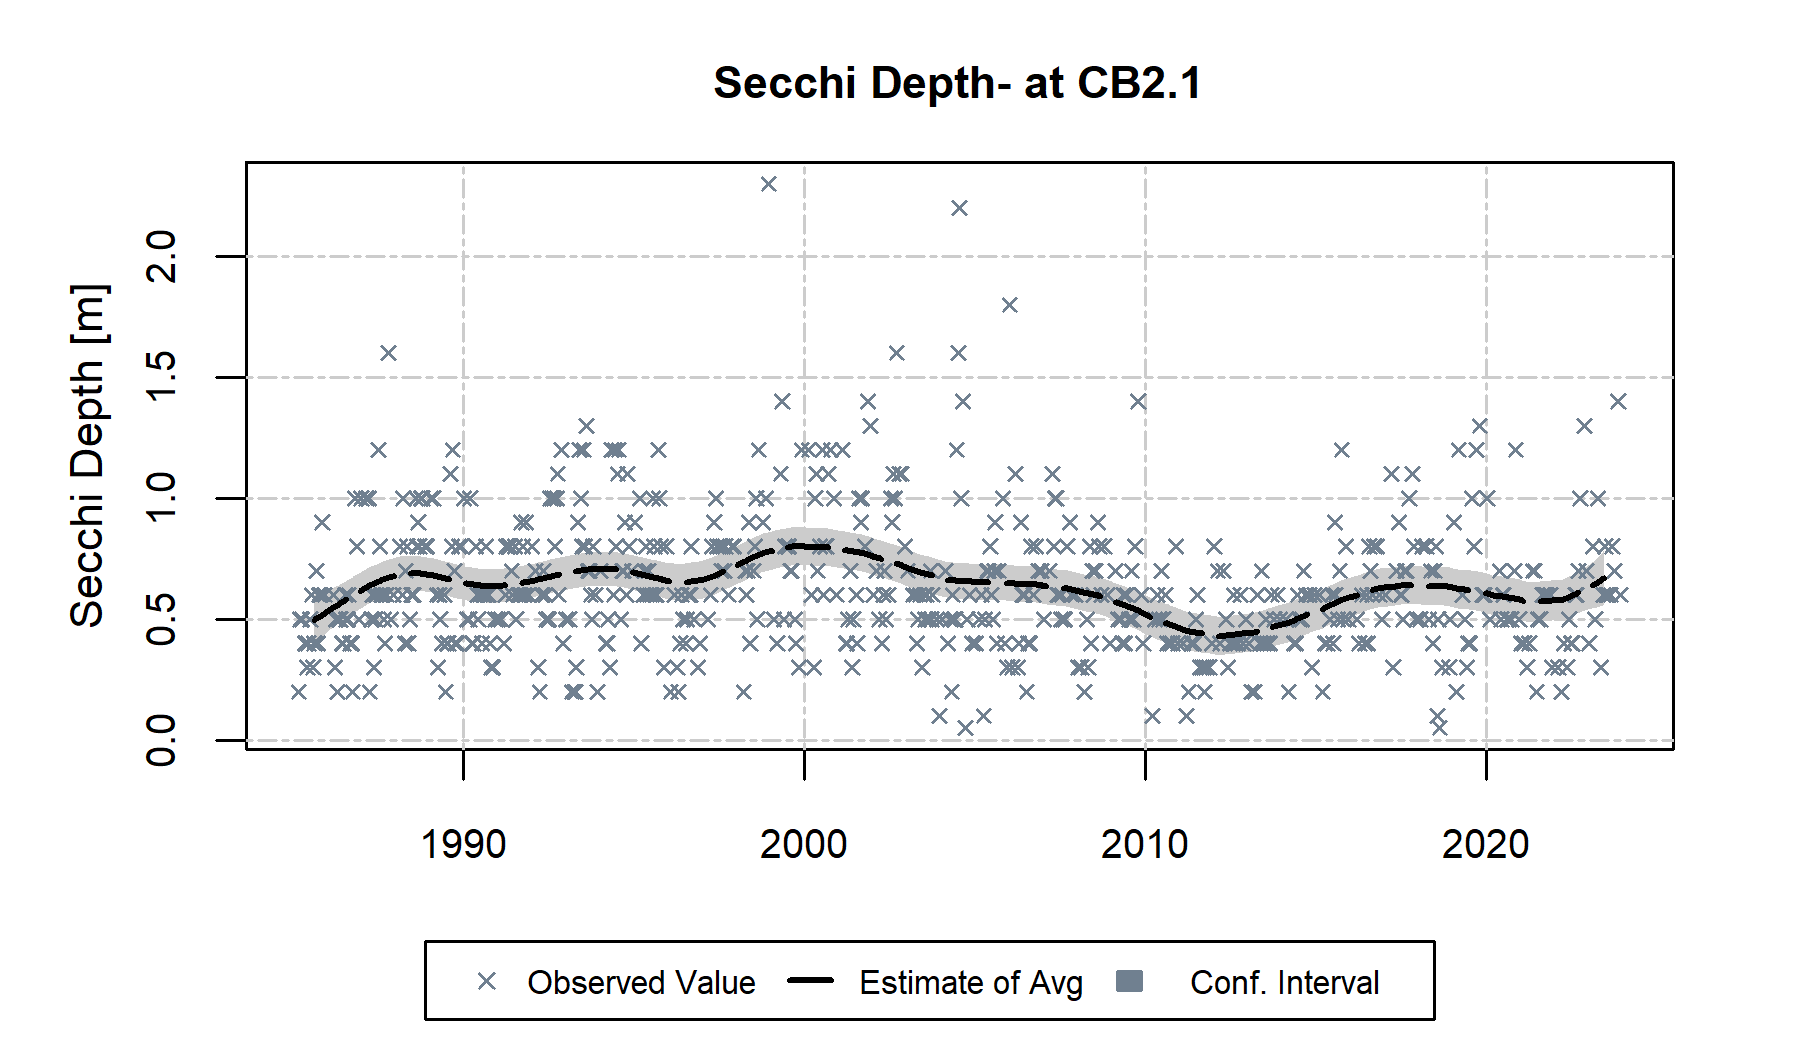 Secchi Depth- at CB2.1
Secchi Depth [m]
2.0
1.5
1.0
0.5
0.0
1990 2000 2010 2020
Observed Value Estimate of Avg Conf. Interval